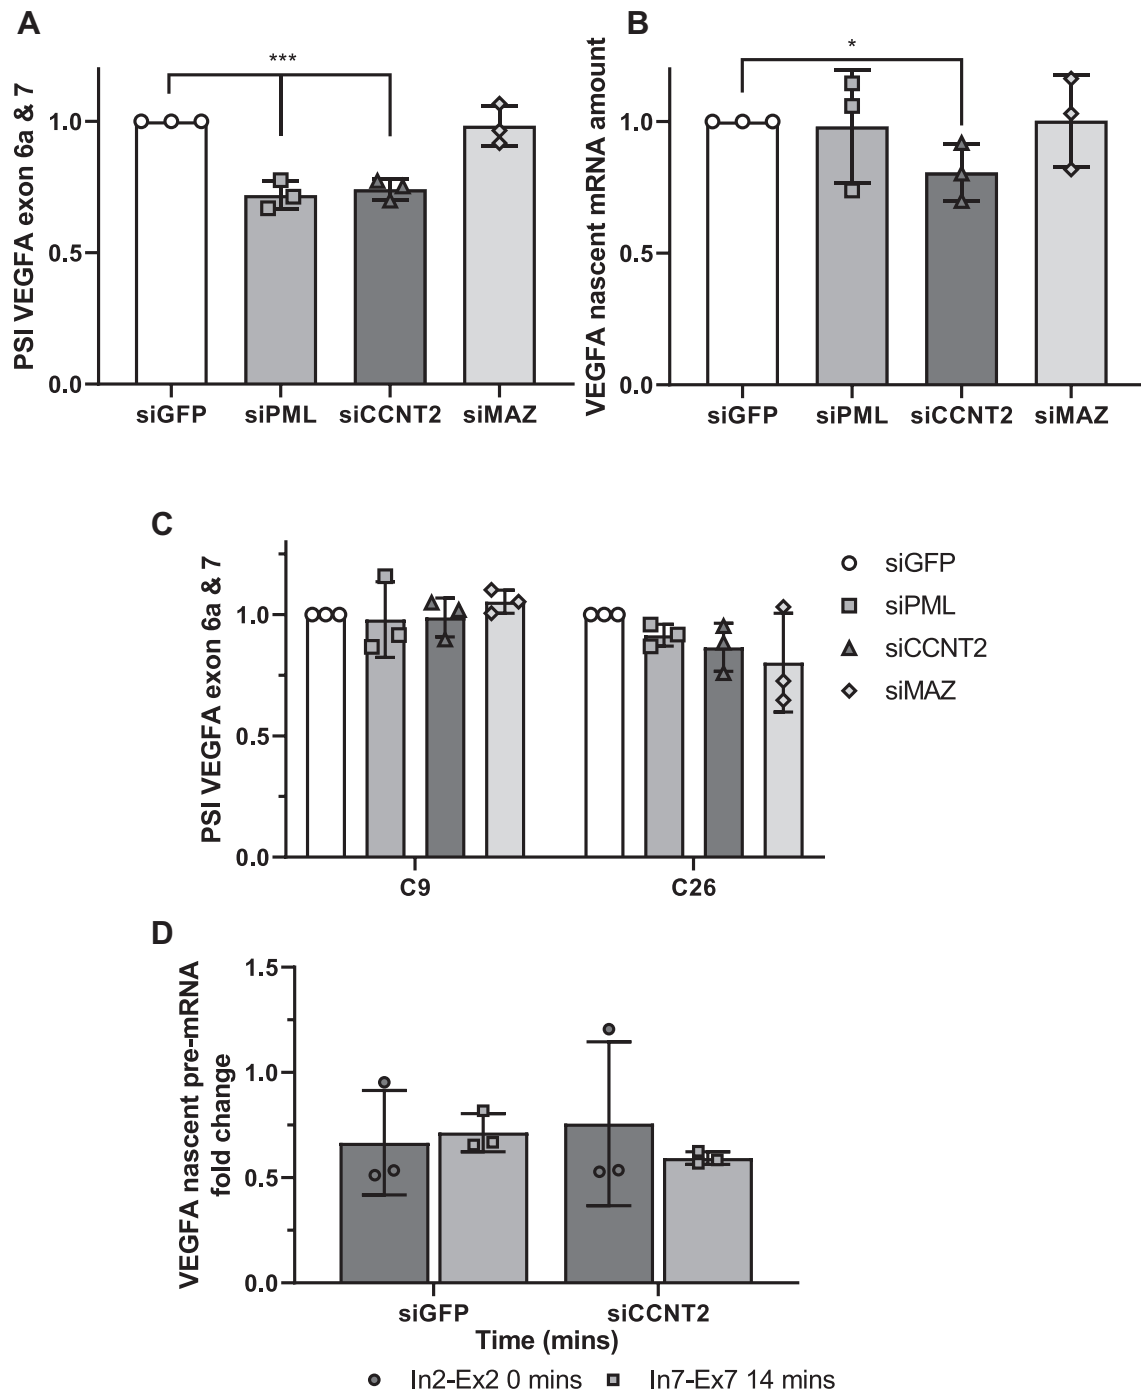 A
PSI VEGFA exon 6a & 7
***
1.0
0.5
0.0
siGFP siPML siCCNT2 siMAZ
B
VEGFA nascent mRNA amount
*
1.0
0.5
0.0
siGFP siPML siCCNT2 siMAZ
C
PSI VEGFA exon 6a & 7
1.0
0.5
0.0
C9 C26
siGFP
siPML
siCCNT2
siMAZ
D
VEGFA nascent pre-mRNA
fold change
1.5
1.0
0.5
0.0
siGFP siCCNT2
Time (mins)
In2-Ex2 0 mins In7-Ex7 14 mins